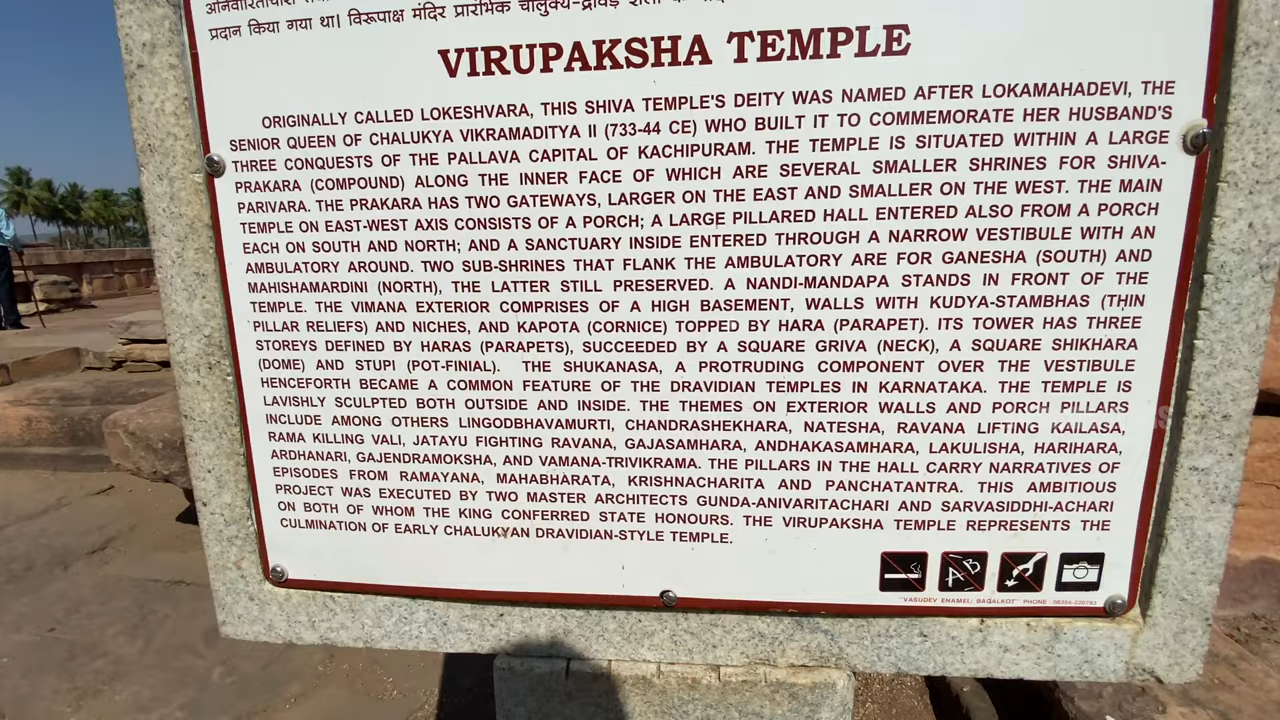 प्रदान किया गया था। विरूपाक्ष मंदिर प्रारंभिक चालुक्य-द्रविड़
VIRUPAKSHA TEMPLE
ORIGINALLY CALLED LOKESHVARA, THIS SHIVA TEMPLE'S DEITY WAS NAMED AFTER LOKAMAHADEVI, THE
SENIOR QUEEN OF CHALUKYA VIKRAMADITYA II (733-44 CE) WHO BUILT IT TO COMMEMORATE HER HUSBAND'S
THREE CONQUESTS OF THE PALLAVA CAPITAL OF KACHIPURAM. THE TEMPLE IS SITUATED WITHIN A LARGE
PRAKARA (COMPOUND) ALONG THE INNER FACE OF WHICH ARE SEVERAL SMALLER SHRINES FOR SHIVA-
PARIVARA. THE PRAKARA HAS TWO GATEWAYS, LARGER ON THE EAST AND SMALLER ON THE WEST. THE MAIN
TEMPLE ON EAST-WEST AXIS CONSISTS OF A PORCH; A LARGE PILLARED HALL ENTERED ALSO FROM A PORCH
EACH ON SOUTH AND NORTH; AND A SANCTUARY INSIDE ENTERED THROUGH A NARROW VESTIBULE WITH AN
AMBULATORY AROUND. TWO SUB-SHRINES THAT FLANK THE AMBULATORY ARE FOR GANESHA (SOUTH) AND
MAHISHAMARDINI (NORTH), THE LATTER STILL PRESERVED. A NANDI-MANDAPA STANDS IN FRONT OF THE
TEMPLE. THE VIMANA EXTERIOR COMPRISES OF A HIGH BASEMENT, WALLS WITH KUDYA-STAMBHAS (THIN
PILLAR RELIEFS) AND NICHES, AND KAPOTA (CORNICE) TOPPED BY HARA (PARAPET). ITS TOWER HAS THREE
STOREYS DEFINED BY HARAS (PARAPETS), SUCCEEDED BY A SQUARE GRIVA (NECK), A SQUARE SHIKHARA
(DOME) AND STUPI (POT-FINIAL). THE SHUKANASA, A PROTRUDING COMPONENT OVER THE VESTIBULE
HENCEFORTH BECAME A COMMON FEATURE OF THE DRAVIDIAN TEMPLES IN KARNATAKA. THE TEMPLE IS
LAVISHLY SCULPTED BOTH OUTSIDE AND INSIDE. THE THEMES ON EXTERIOR WALLS AND PORCH PILLARS
INCLUDE AMONG OTHERS LINGODBHAVAMURTI, CHANDRASHEKHARA, NATESHA, RAVANA LIFTING KAILASA,
RAMA KILLING VALI, JATAYU FIGHTING RAVANA, GAJASAMHARA, ANDHAKASAMHARA, LAKULISHA, HARIHARA,
ARDHANARI, GAJENDRAMOKSHA, AND VAMANA-TRIVIKRAMA. THE PILLARS IN THE HALL CARRY NARRATIVES OF
EPISODES FROM RAMAYANA, MAHABHARATA, KRISHNACHARITA AND PANCHATANTRA. THIS AMBITIOUS
PROJECT WAS EXECUTED BY TWO MASTER ARCHITECTS GUNDA-ANIVARITACHARI AND SARVASIDDHI-ACHARI
ON BOTH OF WHOM THE KING CONFERRED STATE HONOURS. THE VIRUPAKSHA TEMPLE REPRESENTS THE
CULMINATION OF EARLY CHALUKYAN DRAVIDIAN-STYLE TEMPLE.
AB
"VASUDEV ENAMEL: BAGALKOT" PHONE: 08354-220793